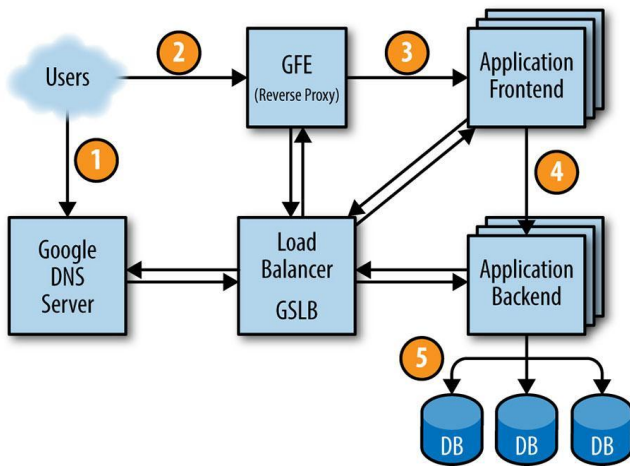 Users
2
GFE
(Reverse Proxy)
3
Application
Frontend
1
4
Google
DNS
Server
Load
Balancer
GSLB
Application
Backend
5
DB
DB
DB